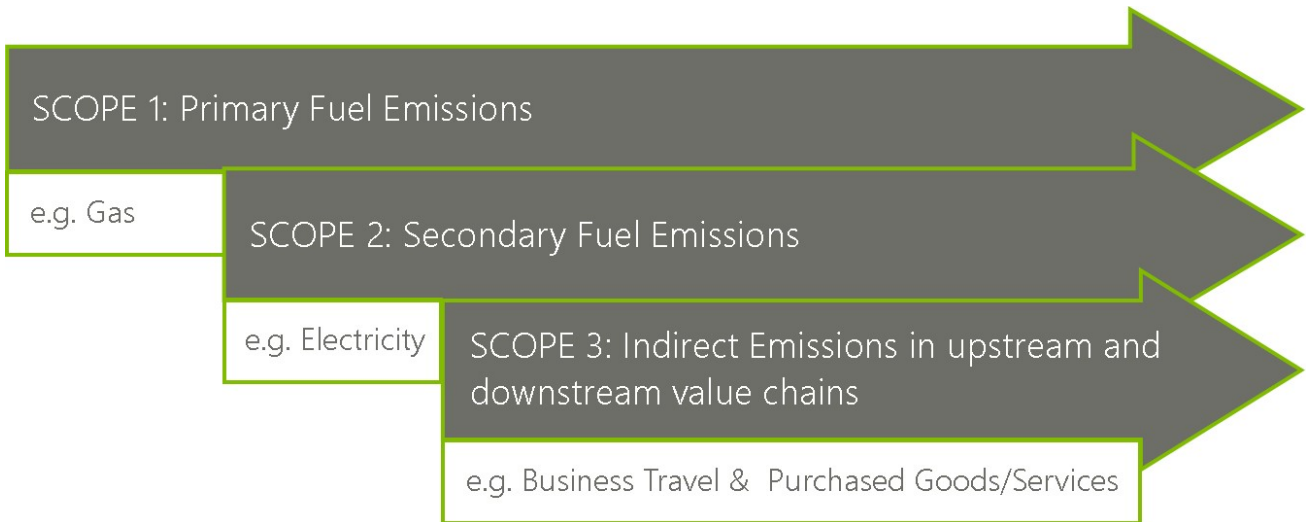 SCOPE 1: Primary Fuel Emissions
e.g. Gas
SCOPE 2: Secondary Fuel Emissions
e.g. Electricity
SCOPE 3: Indirect Emissions in upstream and
downstream value chains
e.g. Business Travel & Purchased Goods/Services